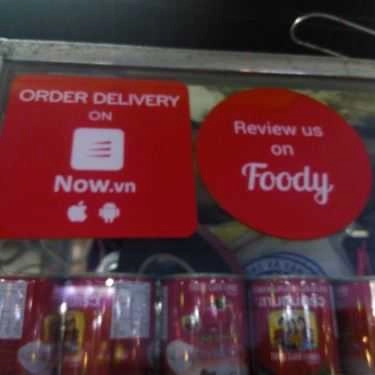 ORDER DELIVERY
ON
Now.vn
Review us
on
Foody